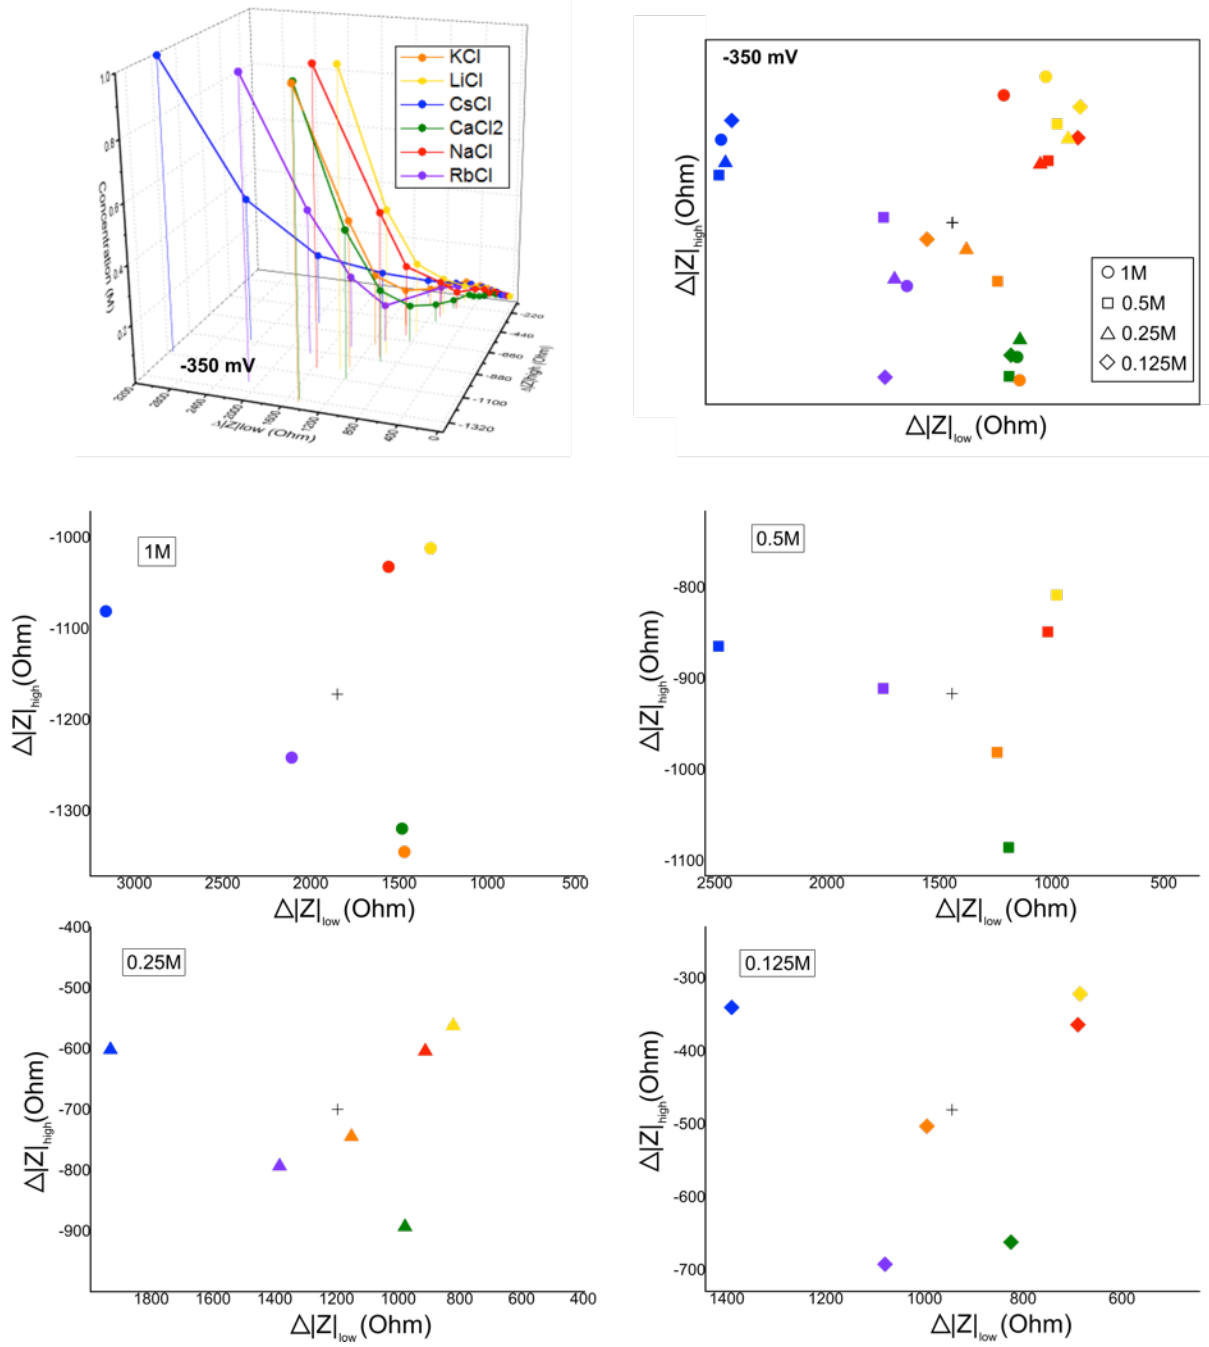 KCl
LiCl
CsCl
CaCl2
NaCl
RbCl
Concentration (M)
1.0
0.8
0.6
0.4
0.2
-350 mV
3200
2800
2400
2000
1600
1200
800
400
0
Δ|Z|low (Ohm)
-220
-440
-660
-880
-1100
-1320
Δ|Z|high (Ohm)
-350 mV
Δ|Z|high (Ohm)
1M
0.5M
0.25M
0.125M
Δ|Z|low (Ohm)
1M
-1000
-1100
-1200
-1300
Δ|Z|high (Ohm)
3000 2500 2000 1500 1000 500
Δ|Z|low (Ohm)
0.5M
-800
-900
-1000
-1100
Δ|Z|high (Ohm)
2500 2000 1500 1000 500
Δ|Z|low (Ohm)
0.25M
-400
-500
-600
-700
-800
-900
Δ|Z|high (Ohm)
1800 1600 1400 1200 1000 800 600 400
Δ|Z|low (Ohm)
0.125M
-300
-400
-500
-600
-700
Δ|Z|high (Ohm)
1400 1200 1000 800 600
Δ|Z|low (Ohm)